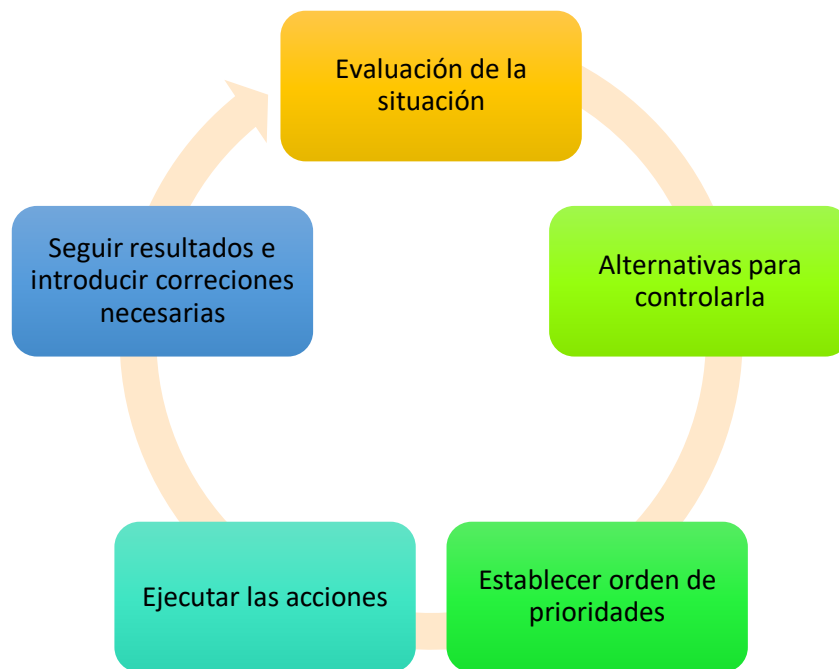 Evaluación de la
situación
Alternativas para
controlarla
Establecer orden de
prioridades
Ejecutar las acciones
Seguir resultados e
introducir correciones
necesarias